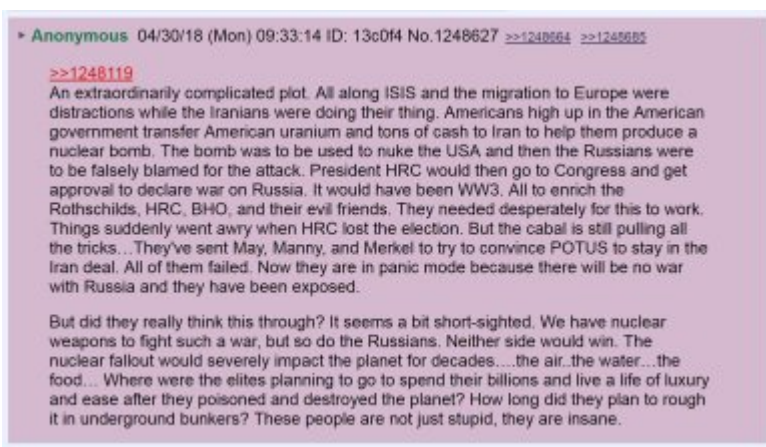 ▸ Anonymous 04/30/18 (Mon) 09:33:14 ID: 13c0f4 No.1248627 >>1248664 >>1248685
>>1248119
An extraordinarily complicated plot. All along ISIS and the migration to Europe were
distractions while the Iranians were doing their thing. Americans high up in the American
government transfer American uranium and tons of cash to Iran to help them produce a
nuclear bomb. The bomb was to be used to nuke the USA and then the Russians were
to be falsely blamed for the attack. President HRC would then go to Congress and get
approval to declare war on Russia. It would have been WW3. All to enrich the
Rothschilds, HRC, BHO, and their evil friends. They needed desperately for this to work.
Things suddenly went awry when HRC lost the election. But the cabal is still pulling all
the tricks…They've sent May, Manny, and Merkel to try to convince POTUS to stay in the
Iran deal. All of them failed. Now they are in panic mode because there will be no war
with Russia and they have been exposed.
But did they really think this through? It seems a bit short-sighted. We have nuclear
weapons to fight such a war, but so do the Russians. Neither side would win. The
nuclear fallout would severely impact the planet for decades....the air..the water…the
food… Where were the elites planning to go to spend their billions and live a life of luxury
and ease after they poisoned and destroyed the planet? How long did they plan to rough
it in underground bunkers? These people are not just stupid, they are insane.